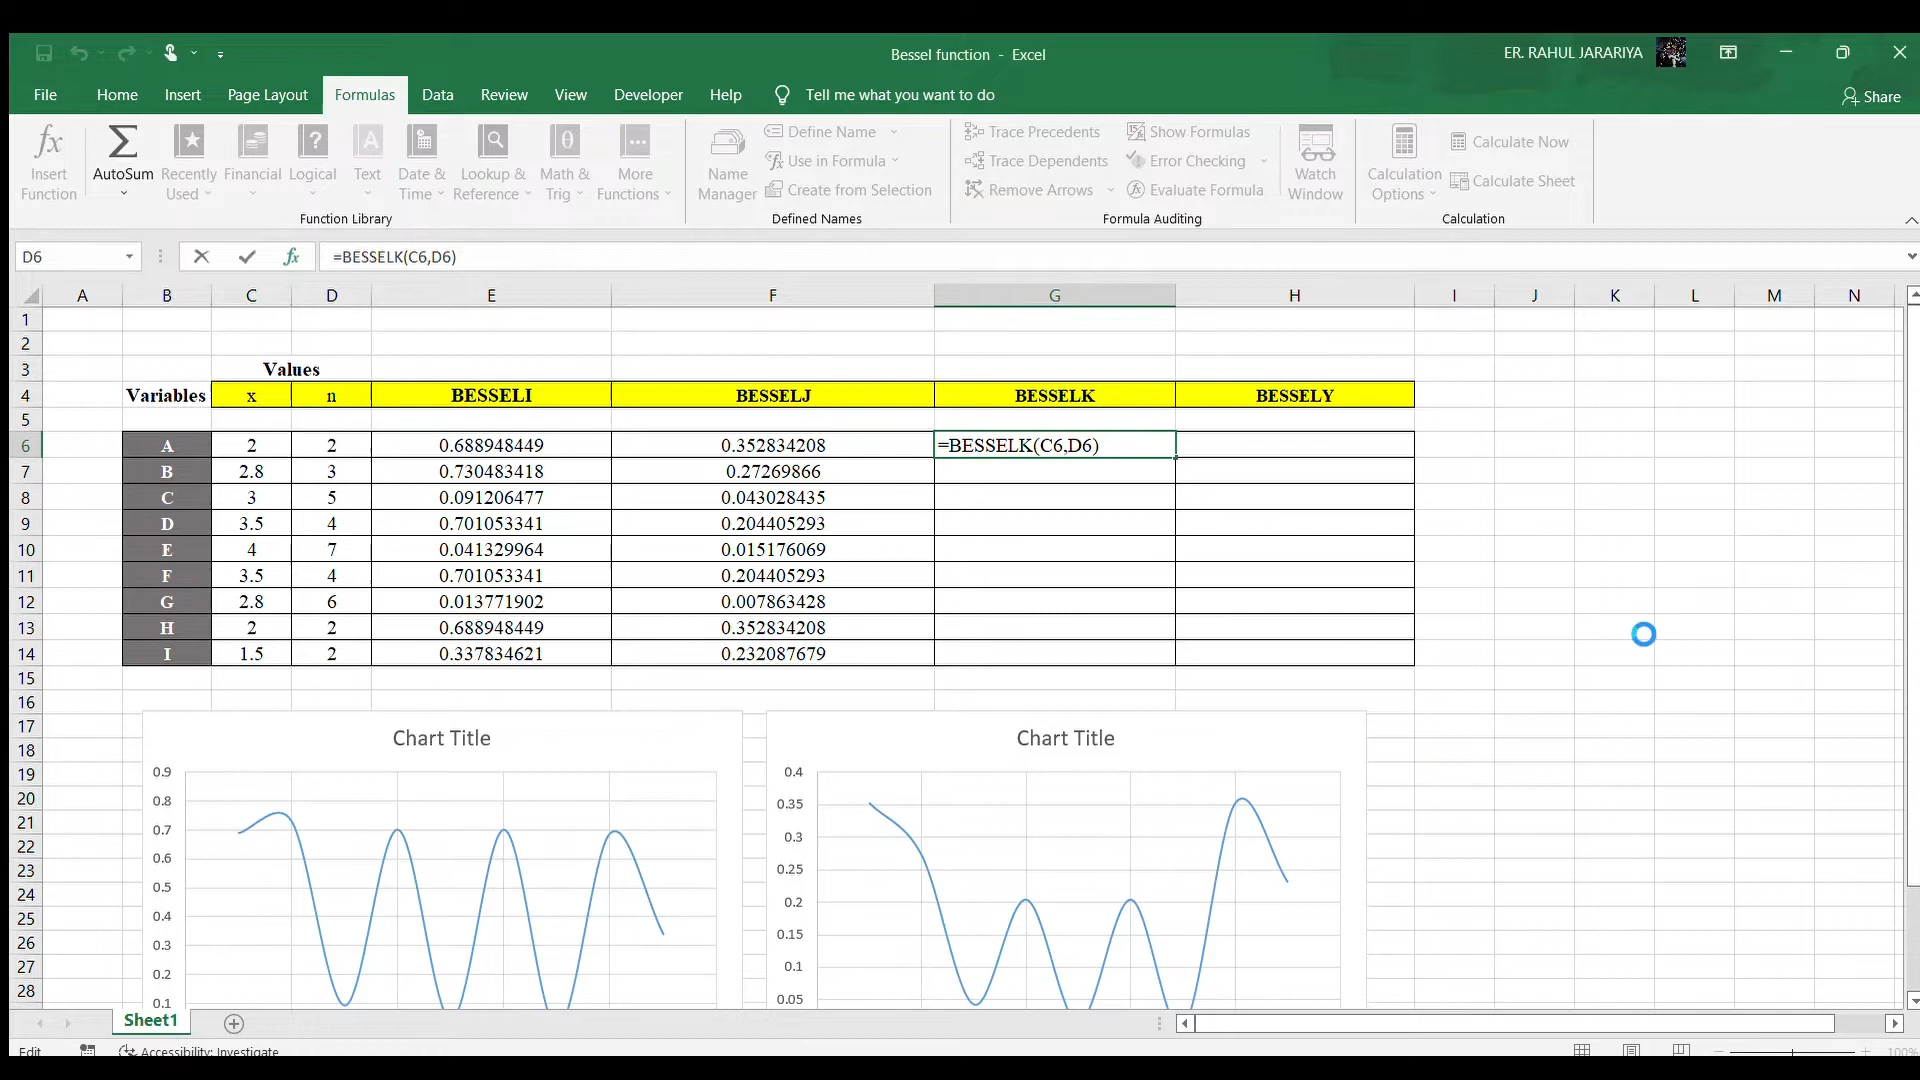 Bessel function - Excel
ER. RAHUL JARARIYA
File Home Insert Page Layout Formulas Data Review View Developer Help Tell me what you want to do
Share
fx Insert Function
AutoSum
Recently Used
Financial
Logical
Text
Date & Time
Lookup & Reference
Math & Trig
More Functions
Function Library
Name Manager
Define Name
Use in Formula
Create from Selection
Defined Names
Trace Precedents
Trace Dependents
Remove Arrows
Show Formulas
Error Checking
Evaluate Formula
Formula Auditing
Watch Window
Calculation Options
Calculate Now
Calculate Sheet
Calculation
D6 fx =BESSELK(C6,D6)
A B C D E F G H I J K L M N
1
2
3 Values
4 Variables x n BESSELI BESSELJ BESSELK BESSELY
5
6 A 2 2 0.688948449 0.352834208 =BESSELK(C6,D6)
7 B 2.8 3 0.730483418 0.27269866
8 C 3 5 0.091206477 0.043028435
9 D 3.5 4 0.701053341 0.204405293
10 E 4 7 0.041329964 0.015176069
11 F 3.5 4 0.701053341 0.204405293
12 G 2.8 6 0.013771902 0.007863428
13 H 2 2 0.688948449 0.352834208
14 I 1.5 2 0.337834621 0.232087679
15
16
17
18
19
20
21
22
23
24
25
26
27
28
Chart Title
0.9
0.8
0.7
0.6
0.5
0.4
0.3
0.2
0.1
Chart Title
0.4
0.35
0.3
0.25
0.2
0.15
0.1
0.05
Sheet1
Edit Accessibility: Investigate 100%